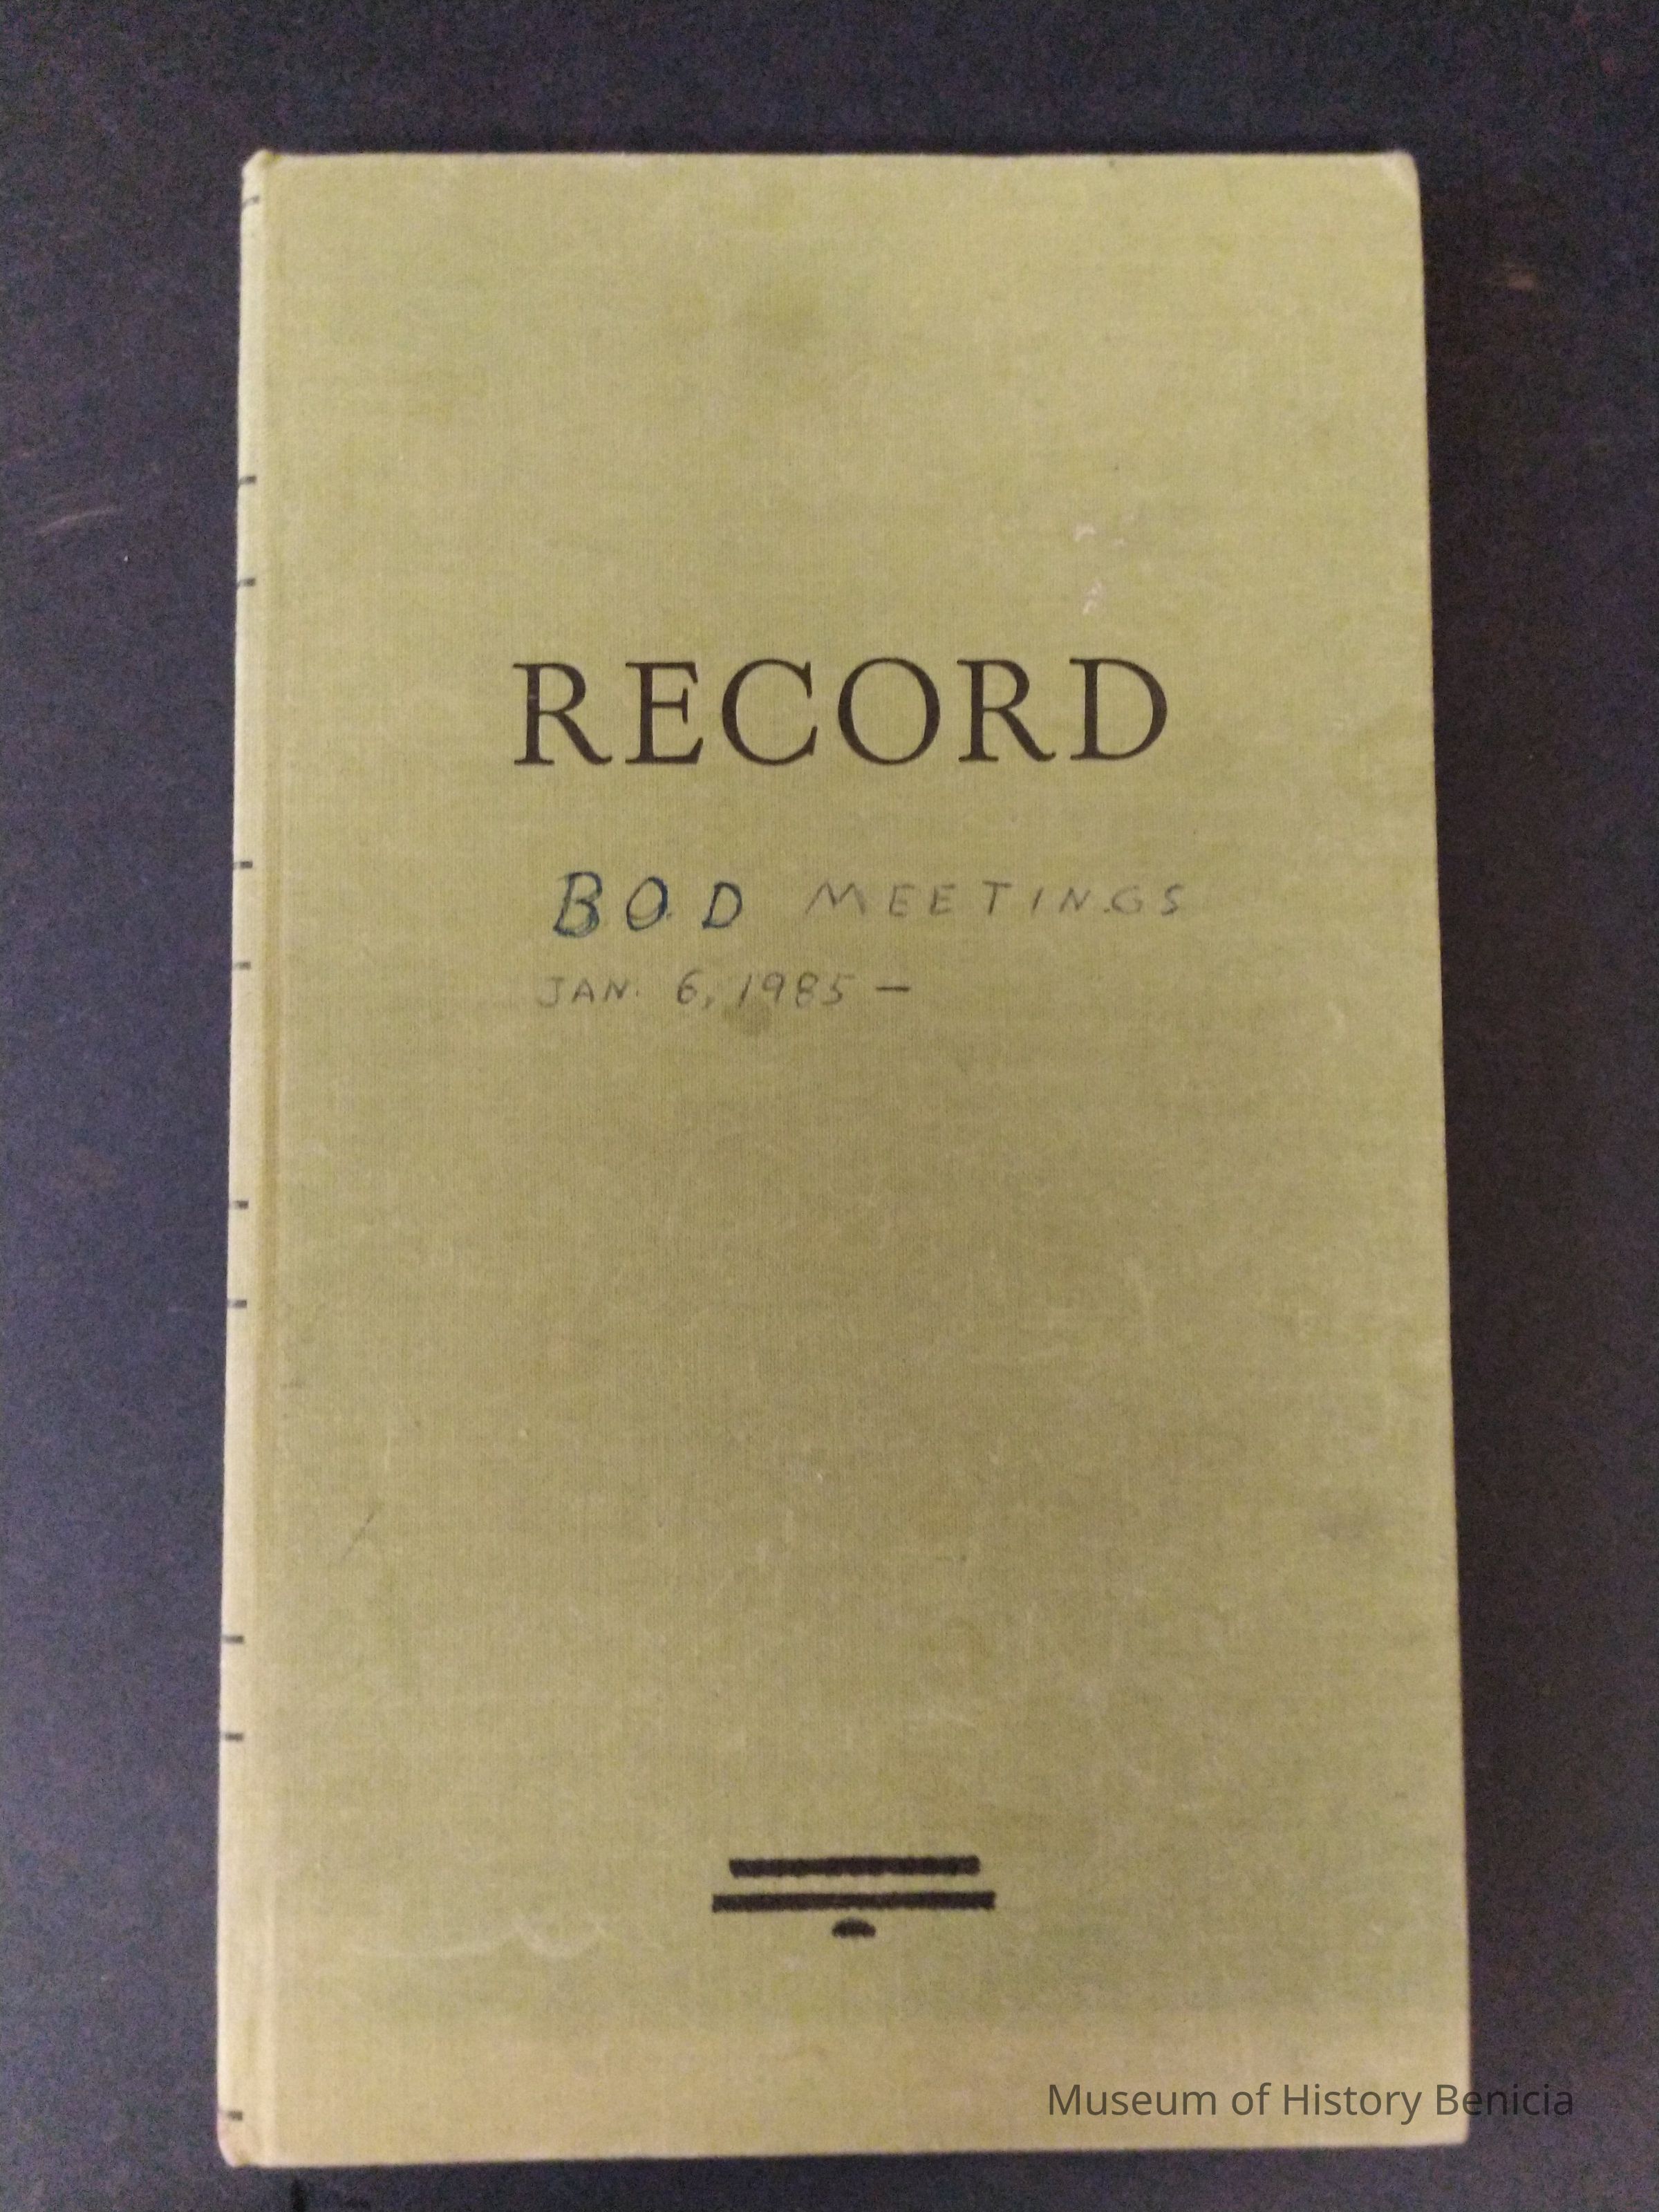 RECORD
BOD MEETINGS
JAN. 6, 1985 –
Museum of History Benicia